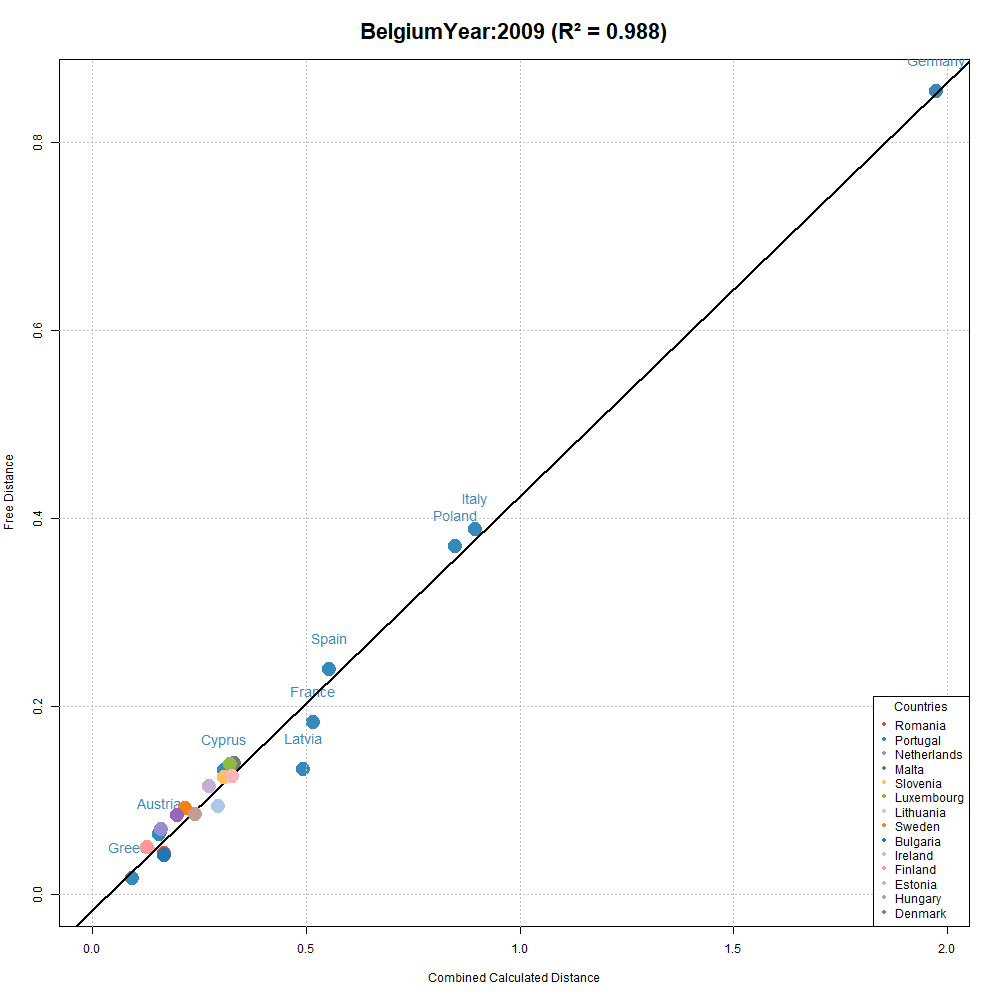 BelgiumYear:2009 (R² = 0.988)
Germany
0.8
0.6
Free Distance
Italy
Poland
0.4
Spain
France
0.2
Latvia
Cyprus
Austria
Gree
0.0
Countries
Romania
Portugal
Netherlands
Malta
Slovenia
Luxembourg
Lithuania
Sweden
Bulgaria
Ireland
Finland
Estonia
Hungary
Denmark
0.0 0.5 1.0 1.5 2.0
Combined Calculated Distance